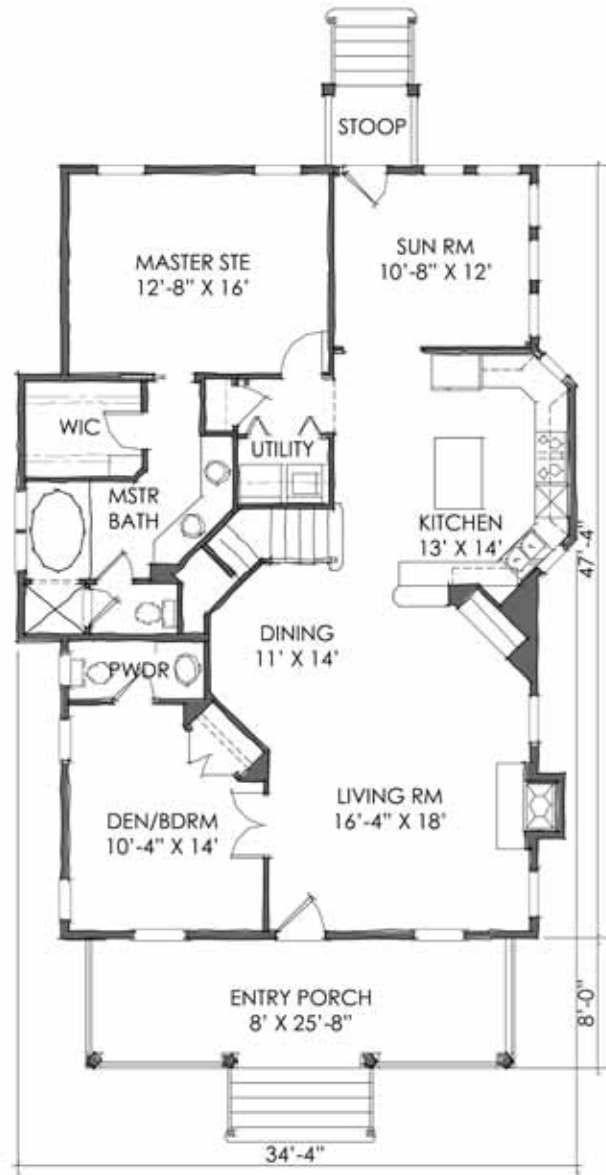 STOOP
MASTER STE
12'-8" X 16'
SUN RM
10'-8" X 12'
WIC
UTILITY
MSTR
BATH
KITCHEN
13' X 14'
47'-4"
DINING
11' X 14'
PWDR
LIVING RM
16'-4" X 18'
DEN/BDRM
10'-4" X 14'
ENTRY PORCH
8' X 25'-8"
8'-0"
34'-4"